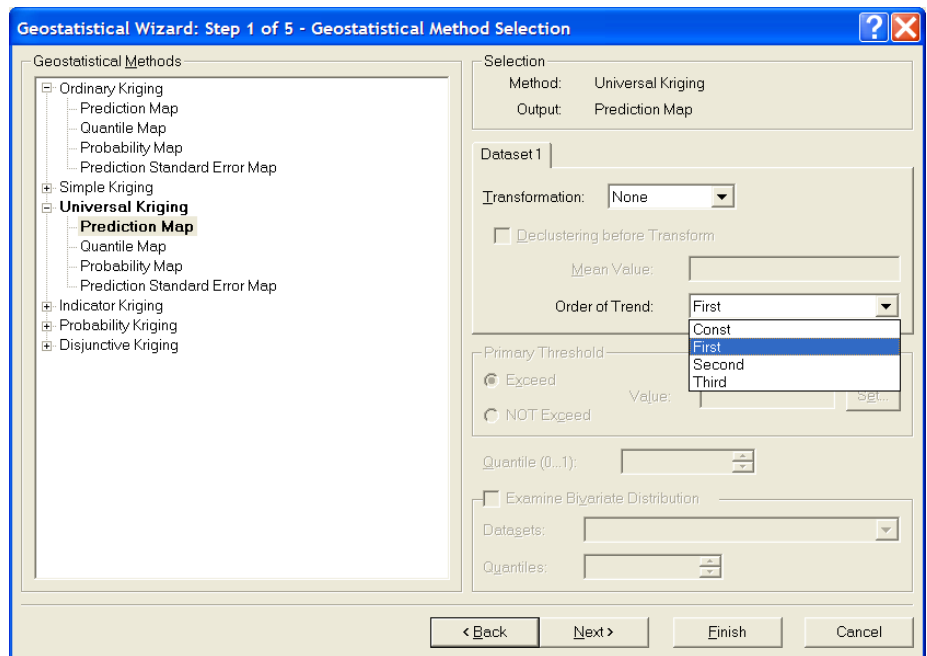 Geostatistical Wizard: Step 1 of 5 - Geostatistical Method Selection
Geostatistical Methods
Ordinary Kriging
Prediction Map
Quantile Map
Probability Map
Prediction Standard Error Map
Simple Kriging
Universal Kriging
Prediction Map
Quantile Map
Probability Map
Prediction Standard Error Map
Indicator Kriging
Probability Kriging
Disjunctive Kriging
Selection
Method: Universal Kriging
Output: Prediction Map
Dataset 1
Transformation: None
Declustering before Transform
Mean Value:
Order of Trend: First
Const
First
Second
Third
Primary Threshold
Exceed
NOT Exceed
Value: Set...
Quantile (0...1):
Examine Bivariate Distribution
Datasets:
Quantiles:
< Back Next > Finish Cancel